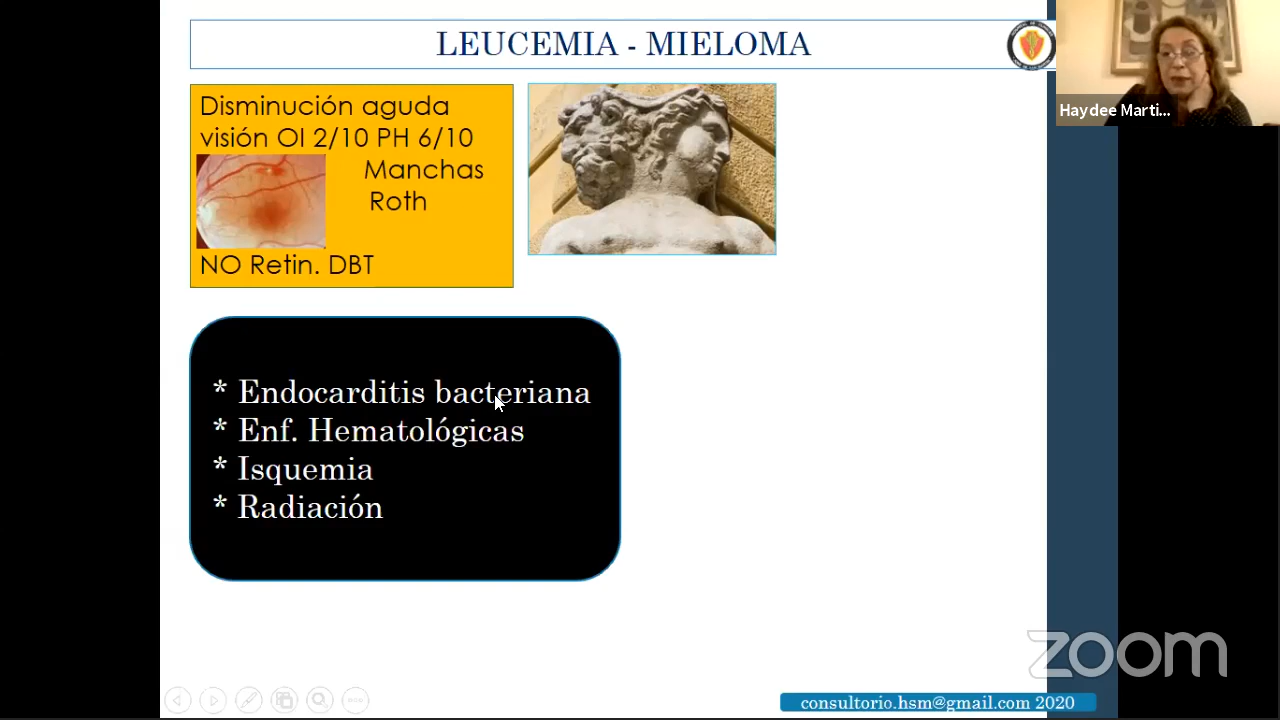 LEUCEMIA - MIELOMA
Disminución aguda
visión OI 2/10 PH 6/10
Manchas
Roth
NO Retin. DBT
* Endocarditis bacteriana
* Enf. Hematológicas
* Isquemia
* Radiación
Haydee Marti...
zoom
consultorio.hsm@gmail.com 2020